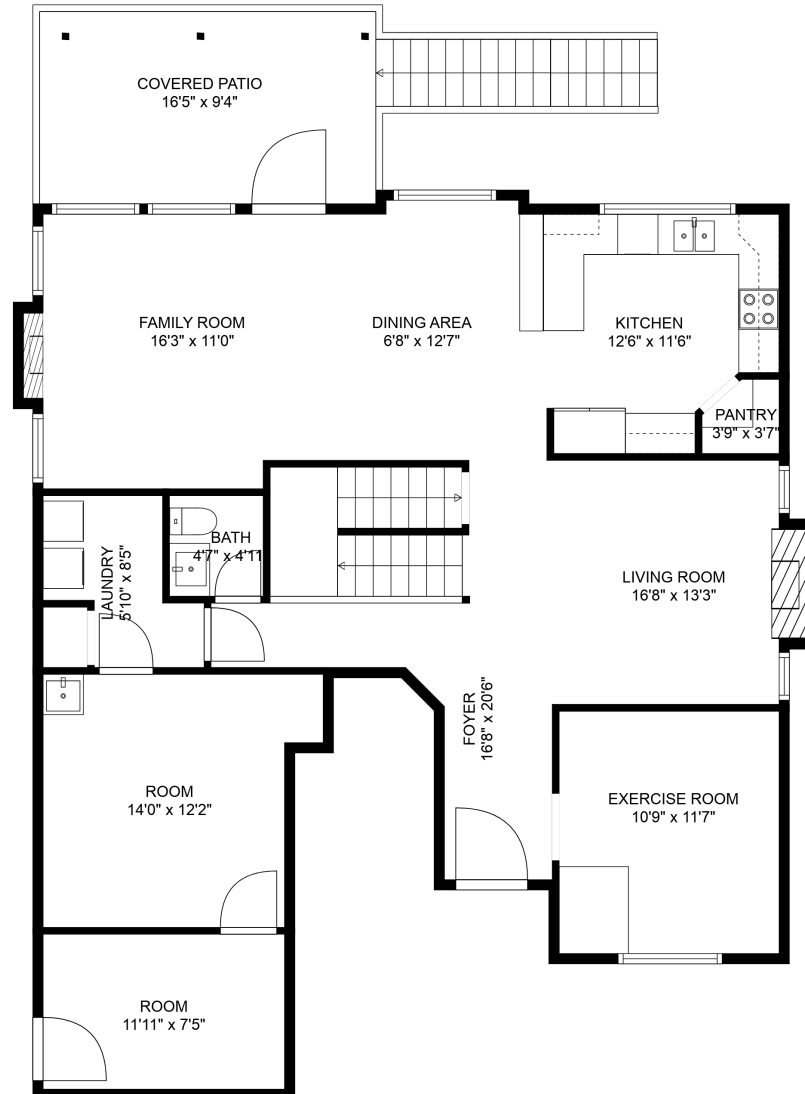 COVERED PATIO
16'5" x 9'4"
FAMILY ROOM
16'3" x 11'0"
DINING AREA
6'8" x 12'7"
KITCHEN
12'6" x 11'6"
PANTRY
3'9" x 3'7"
BATH
4'7" x 4'11
LAUNDRY
5'10" x 8'5"
LIVING ROOM
16'8" x 13'3"
FOYER
16'8" x 20'6"
ROOM
14'0" x 12'2"
EXERCISE ROOM
10'9" x 11'7"
ROOM
11'11" x 7'5"